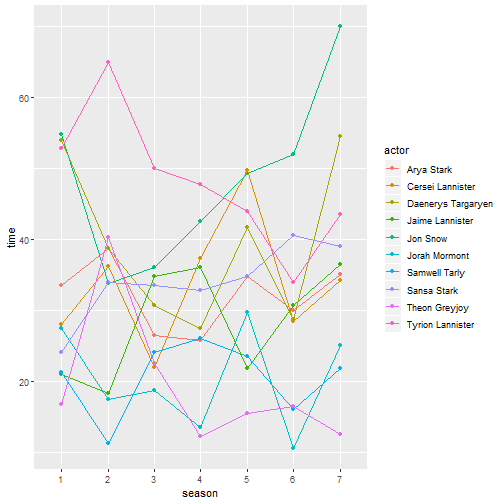 time
60
40
20
1 2 3 4 5 6 7
season
actor
Arya Stark
Cersei Lannister
Daenerys Targaryen
Jaime Lannister
Jon Snow
Jorah Mormont
Samwell Tarly
Sansa Stark
Theon Greyjoy
Tyrion Lannister